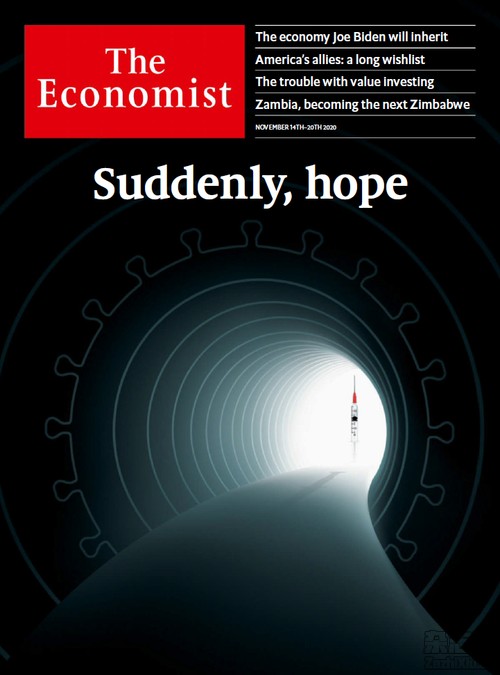 The
Economist
The economy Joe Biden will inherit
America's allies: a long wishlist
The trouble with value investing
Zambia, becoming the next Zimbabwe
NOVEMBER 14TH–20TH 2020
Suddenly, hope